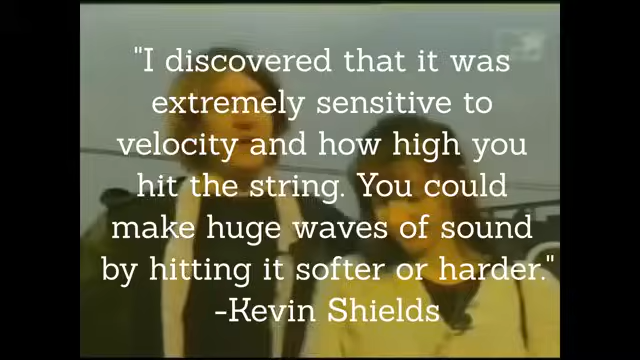 "I discovered that it was
extremely sensitive to
velocity and how high you
hit the string. You could
make huge waves of sound
by hitting it softer or harder."
-Kevin Shields